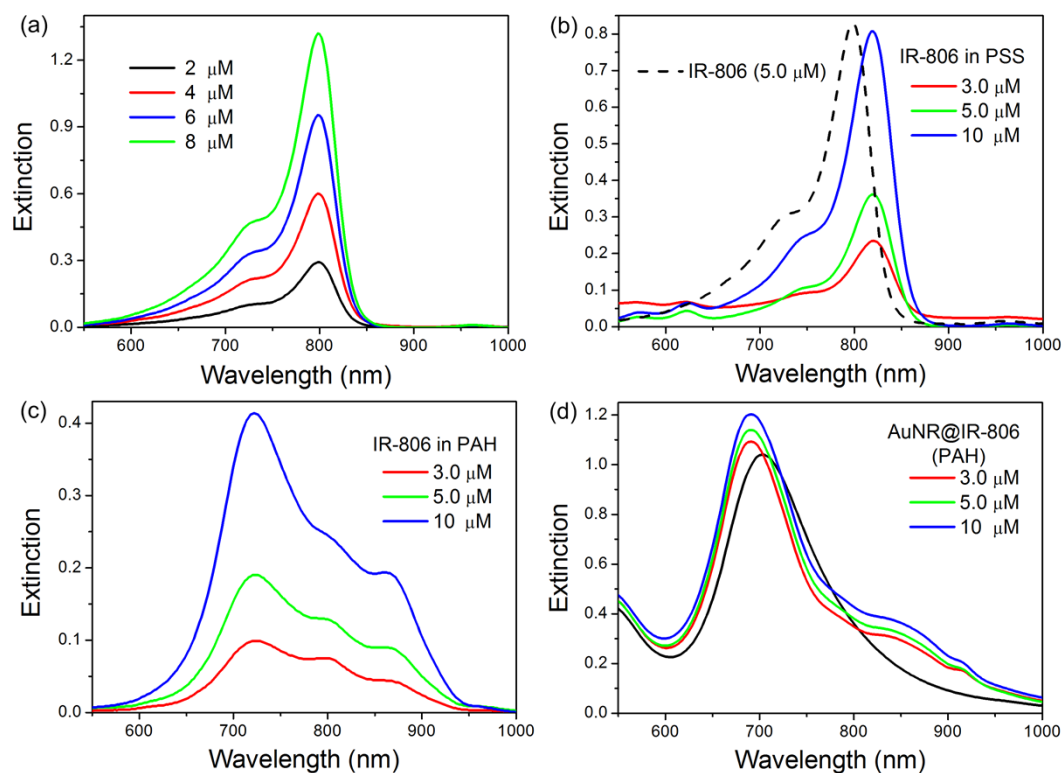 (a)
1.2
0.9
0.6
0.3
0.0
Extinction
2 μM
4 μM
6 μM
8 μM
600 700 800 900 1000
Wavelength (nm)
(b)
0.8
0.7
0.6
0.5
0.4
0.3
0.2
0.1
0.0
Extinction
IR-806 (5.0 μM)
IR-806 in PSS
3.0 μM
5.0 μM
10 μM
600 700 800 900 1000
Wavelength (nm)
(c)
0.4
0.3
0.2
0.1
0.0
Extinction
IR-806 in PAH
3.0 μM
5.0 μM
10 μM
600 700 800 900 1000
Wavelength (nm)
(d)
1.2
1.0
0.8
0.6
0.4
0.2
0.0
Extinction
AuNR@IR-806
(PAH)
3.0 μM
5.0 μM
10 μM
600 700 800 900 1000
Wavelength (nm)